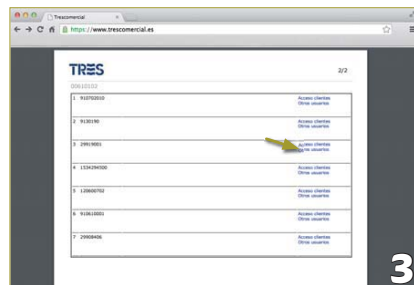 Trescomercial
https://www.trescomercial.es
TRES
2/2
00610102
1 910702010 Acceso clientes
Otros usuarios
2 9130190 Acceso clientes
Otros usuarios
3 29919001 Acceso clientes
Otros usuarios
4 1534294500 Acceso clientes
Otros usuarios
5 120600702 Acceso clientes
Otros usuarios
6 910610001 Acceso clientes
Otros usuarios
7 29908406 Acceso clientes
Otros usuarios
3